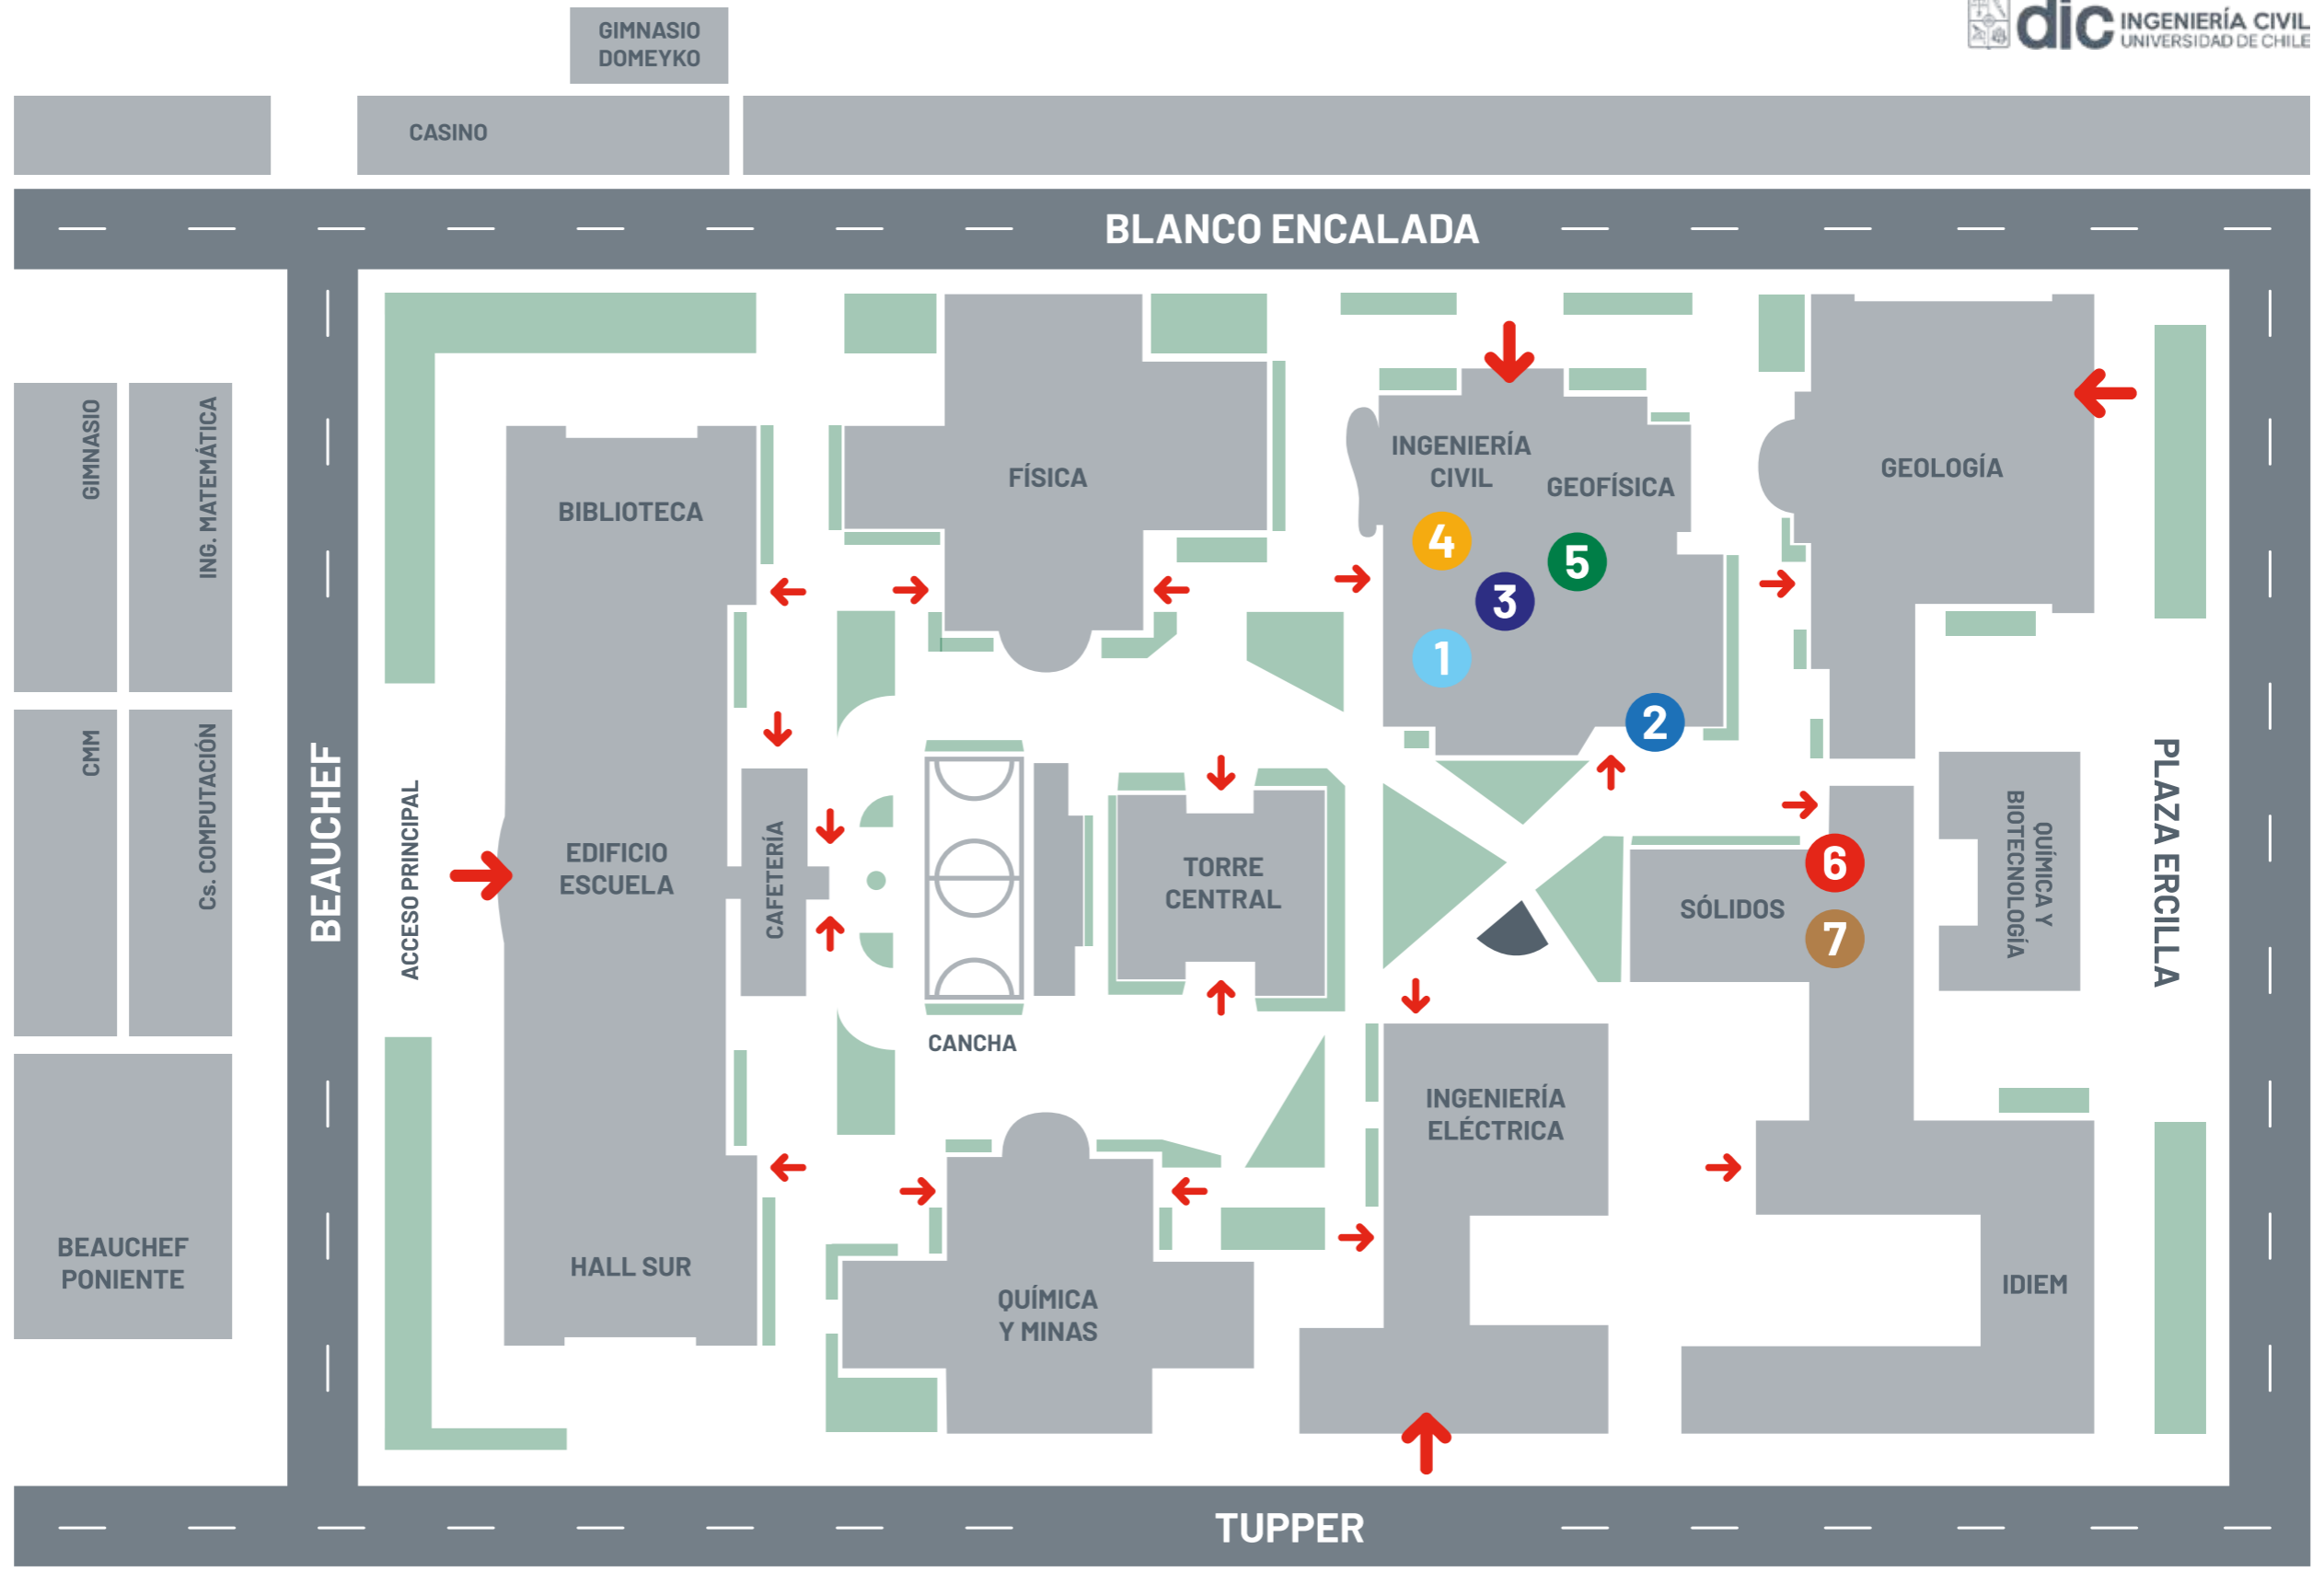 GIMNASIO
DOMEYKO
dic INGENIERÍA CIVIL
UNIVERSIDAD DE CHILE
CASINO
BLANCO ENCALADA
GIMNASIO
ING. MATEMÁTICA
CMM
Cs. COMPUTACIÓN
BEAUCHEF
PONIENTE
BEAUCHEF
ACCESO PRINCIPAL
BIBLIOTECA
EDIFICIO
ESCUELA
HALL SUR
CAFETERÍA
FÍSICA
CANCHA
TORRE
CENTRAL
QUÍMICA
Y MINAS
INGENIERÍA
CIVIL
GEOFÍSICA
4
5
3
1
2
GEOLOGÍA
SÓLIDOS
6
7
QUÍMICA Y
BIOTECNOLOGÍA
PLAZA ERCILLA
INGENIERÍA
ELÉCTRICA
IDIEM
TUPPER